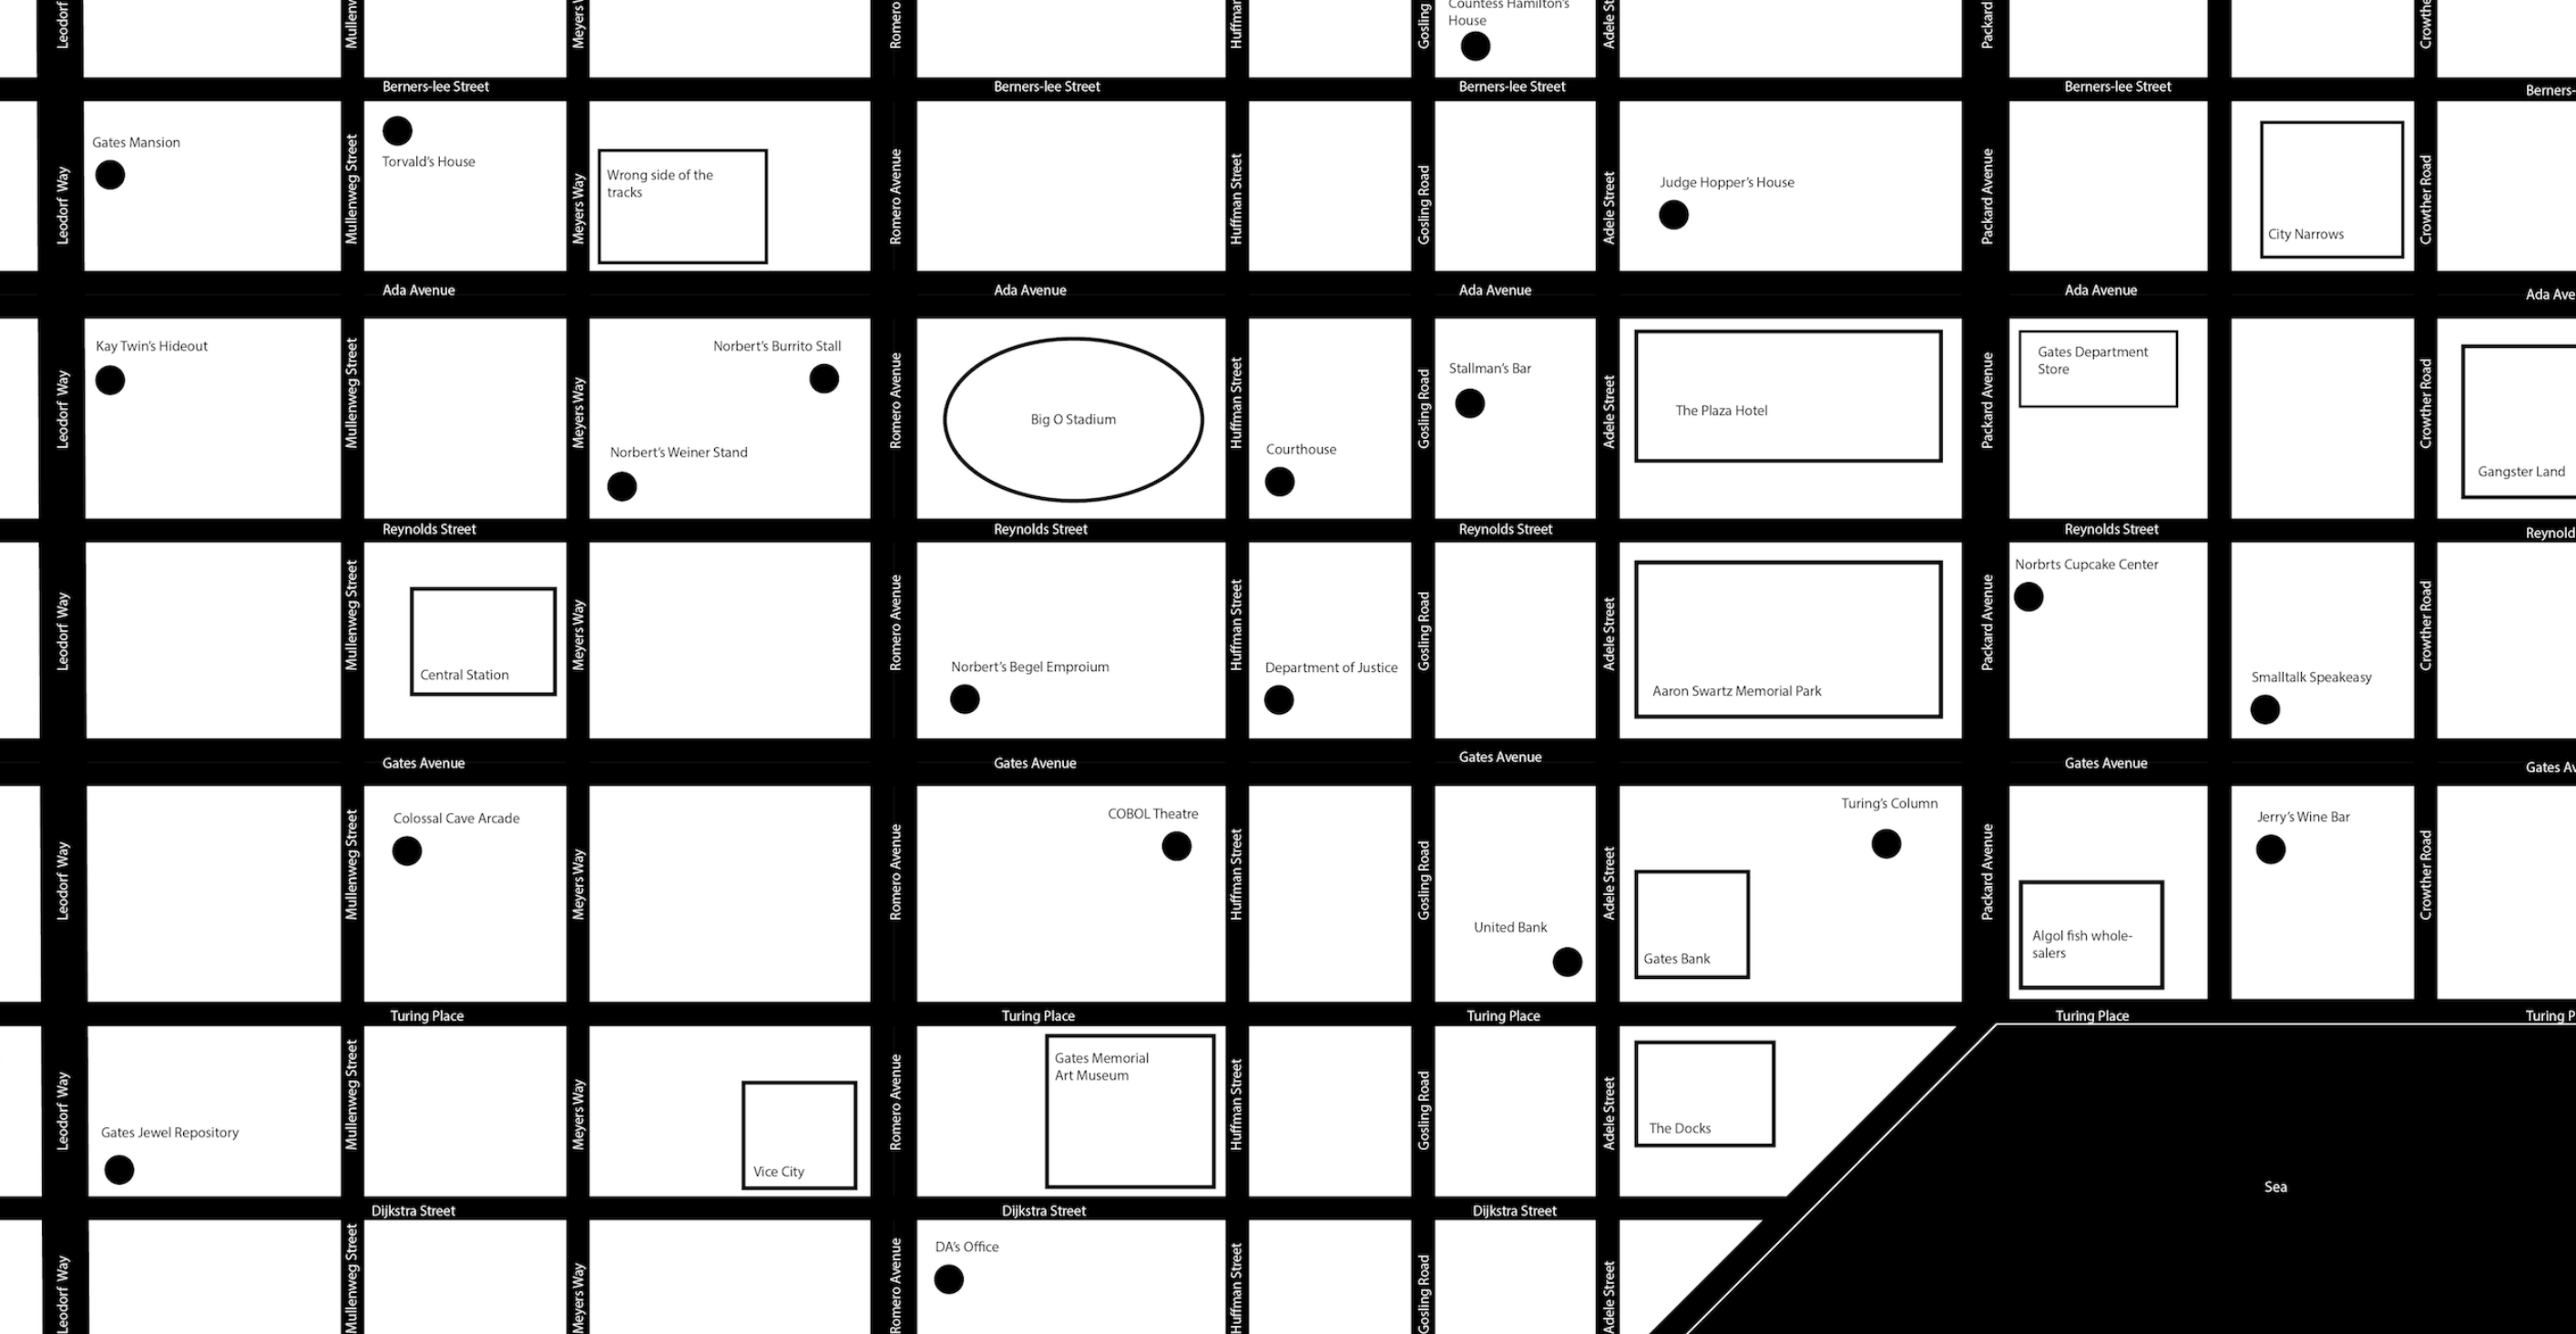 Countess Hamilton's
House
Leodorf
Mullenw
Meyers W
Romero
Huffmar
Gosling
Adele St
Packard
Crowthe
Berners-lee Street
Berners-lee Street
Berners-lee Street
Berners-lee Street
Berners-
Gates Mansion
Torvald's House
Wrong side of the
tracks
Judge Hopper's House
City Narrows
Leodorf Way
Mullenweg Street
Meyers Way
Romero Avenue
Huffman Street
Gosling Road
Adele Street
Packard Avenue
Crowther Road
Ada Avenue
Ada Avenue
Ada Avenue
Ada Avenue
Ada Ave
Kay Twin's Hideout
Norbert's Burrito Stall
Norbert's Weiner Stand
Big O Stadium
Courthouse
Stallman's Bar
The Plaza Hotel
Gates Department
Store
Gangster Land
Leodorf Way
Mullenweg Street
Meyers Way
Romero Avenue
Huffman Street
Gosling Road
Adele Street
Packard Avenue
Crowther Road
Reynolds Street
Reynolds Street
Reynolds Street
Reynolds Street
Reynold
Central Station
Norbert's Begel Emproium
Department of Justice
Aaron Swartz Memorial Park
Norbrts Cupcake Center
Smalltalk Speakeasy
Leodorf Way
Mullenweg Street
Meyers Way
Romero Avenue
Huffman Street
Gosling Road
Adele Street
Packard Avenue
Crowther Road
Gates Avenue
Gates Avenue
Gates Avenue
Gates Avenue
Gates Av
Colossal Cave Arcade
COBOL Theatre
United Bank
Gates Bank
Turing's Column
Algol fish whole-
salers
Jerry's Wine Bar
Leodorf Way
Mullenweg Street
Meyers Way
Romero Avenue
Huffman Street
Gosling Road
Adele Street
Packard Avenue
Crowther Road
Turing Place
Turing Place
Turing Place
Turing Place
Turing P
Gates Jewel Repository
Vice City
Gates Memorial
Art Museum
The Docks
Sea
Leodorf Way
Mullenweg Street
Meyers Way
Romero Avenue
Huffman Street
Gosling Road
Adele Street
Dijkstra Street
Dijkstra Street
Dijkstra Street
DA's Office
Leodorf Way
Mullenweg Street
Meyers Way
Romero Avenue
Huffman Street
Gosling Road
Adele Street